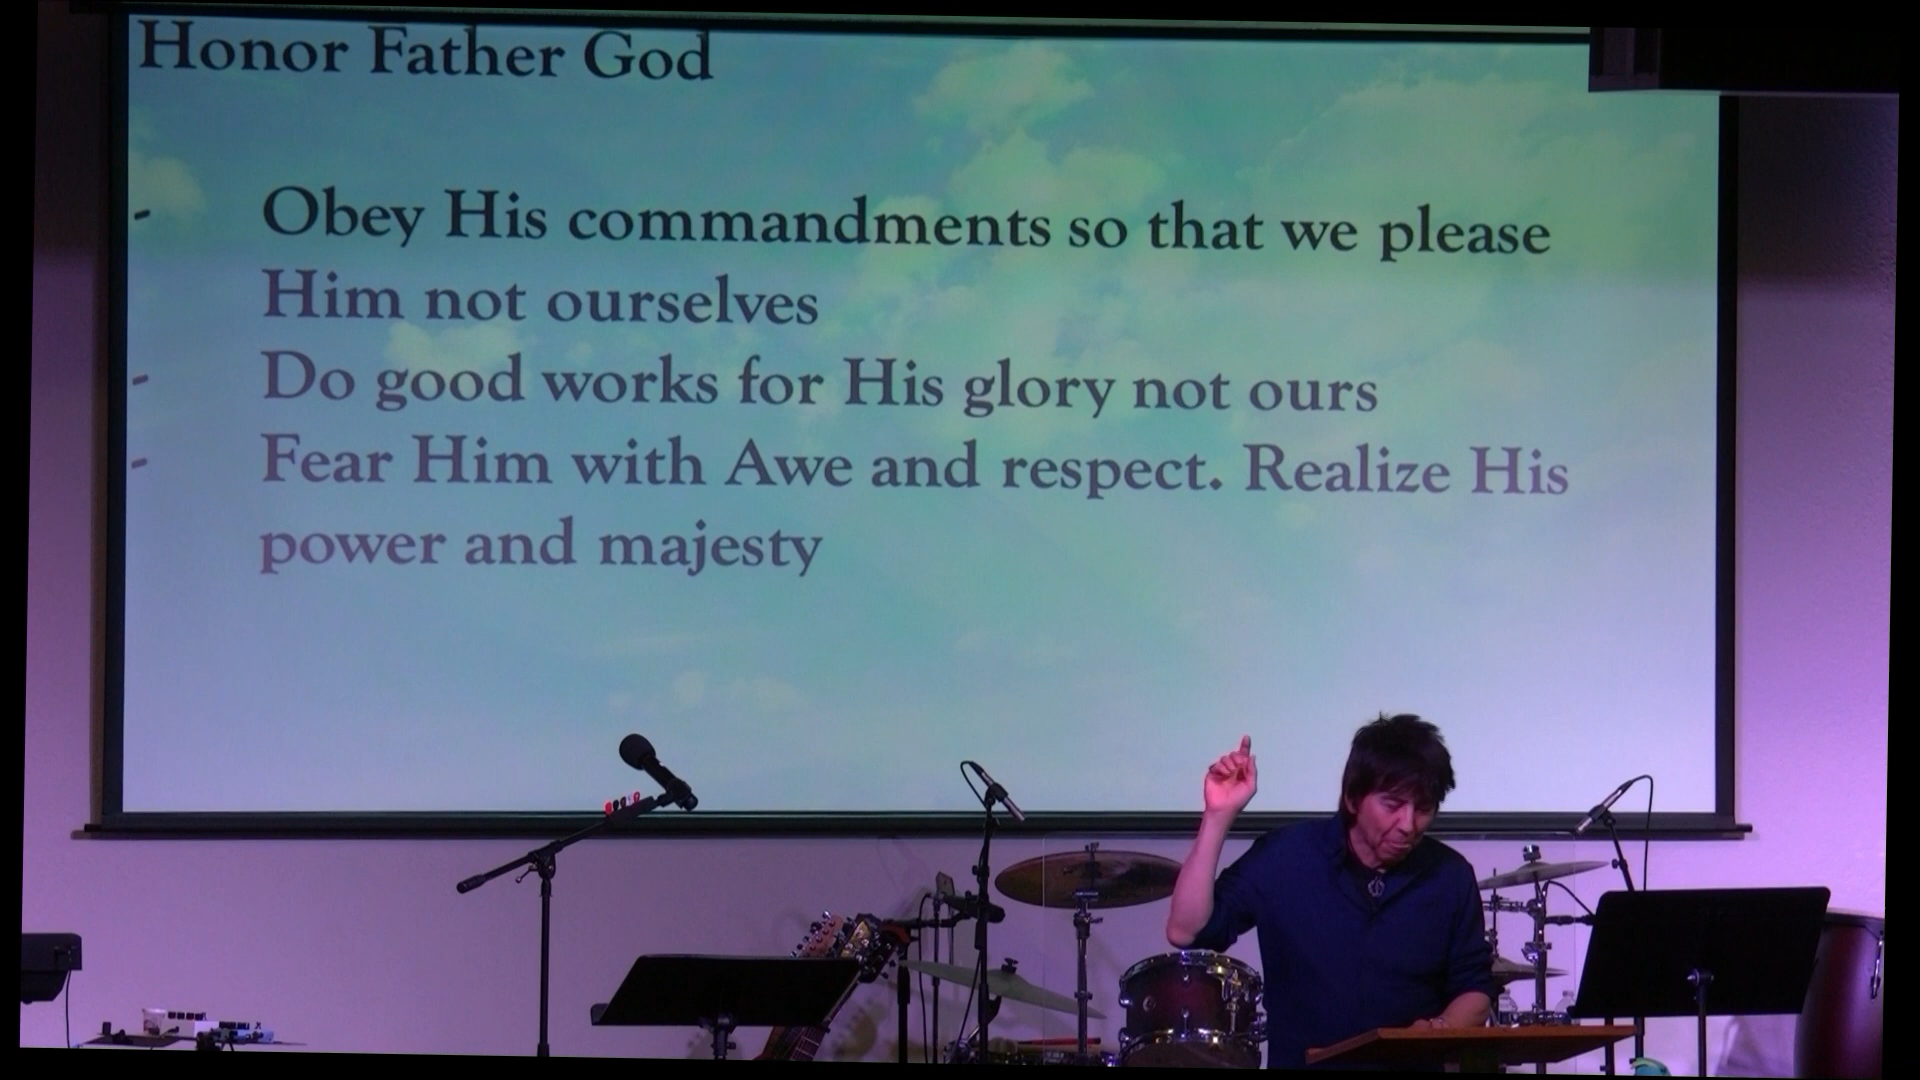 Honor Father God
- Obey His commandments so that we please
Him not ourselves
- Do good works for His glory not ours
- Fear Him with Awe and respect. Realize His
power and majesty